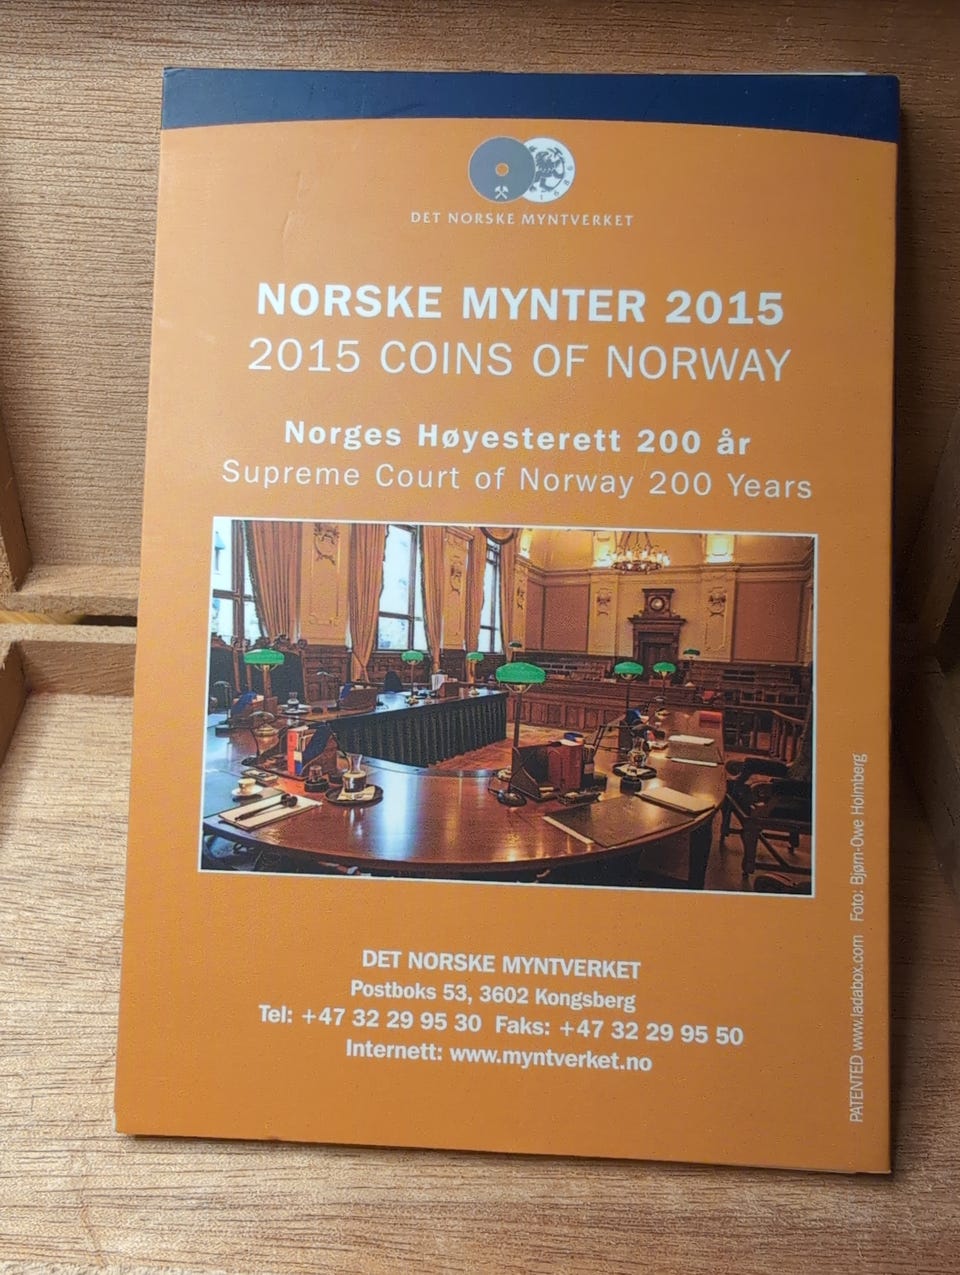 1686
DET NORSKE MYNTVERKET
NORSKE MYNTER 2015
2015 COINS OF NORWAY
Norges Høyesterett 200 år
Supreme Court of Norway 200 Years
DET NORSKE MYNTVERKET
Postboks 53, 3602 Kongsberg
Tel: +47 32 29 95 30 Faks: +47 32 29 95 50
Internett: www.myntverket.no
PATENTED www.ladabox.com Foto: Bjørn-Owe Holmberg